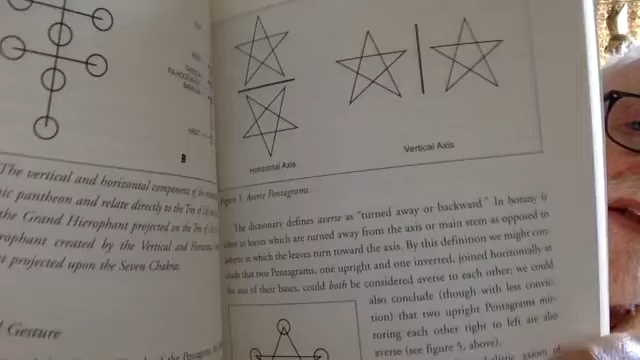 B
The vertical and horizontal components of the
ic pantheon and relate directly to the Tree of Life
the Grand Hierophant projected on the Tree of Life
rophant created by the Vertical and Horizontal
t projected upon the Seven Chakras.
l Gesture
Horizontal Axis
Vertical Axis
Figure 5. Averse Pentagrams.
The dictionary defines averse as "turned away or backward." In botany it
refers to leaves which are turned away from the axis or main stem as opposed to
adverse in which the leaves turn toward the axis. By this definition we might con-
clude that two Pentagrams, one upright and one inverted, joined horizontally at
the axis of their bases, could both be considered averse to each other; we could
also conclude (though with less convic-
tion) that two upright Pentagrams mir-
roring each other right to left are also
averse (see figure 5, above).
axioms of